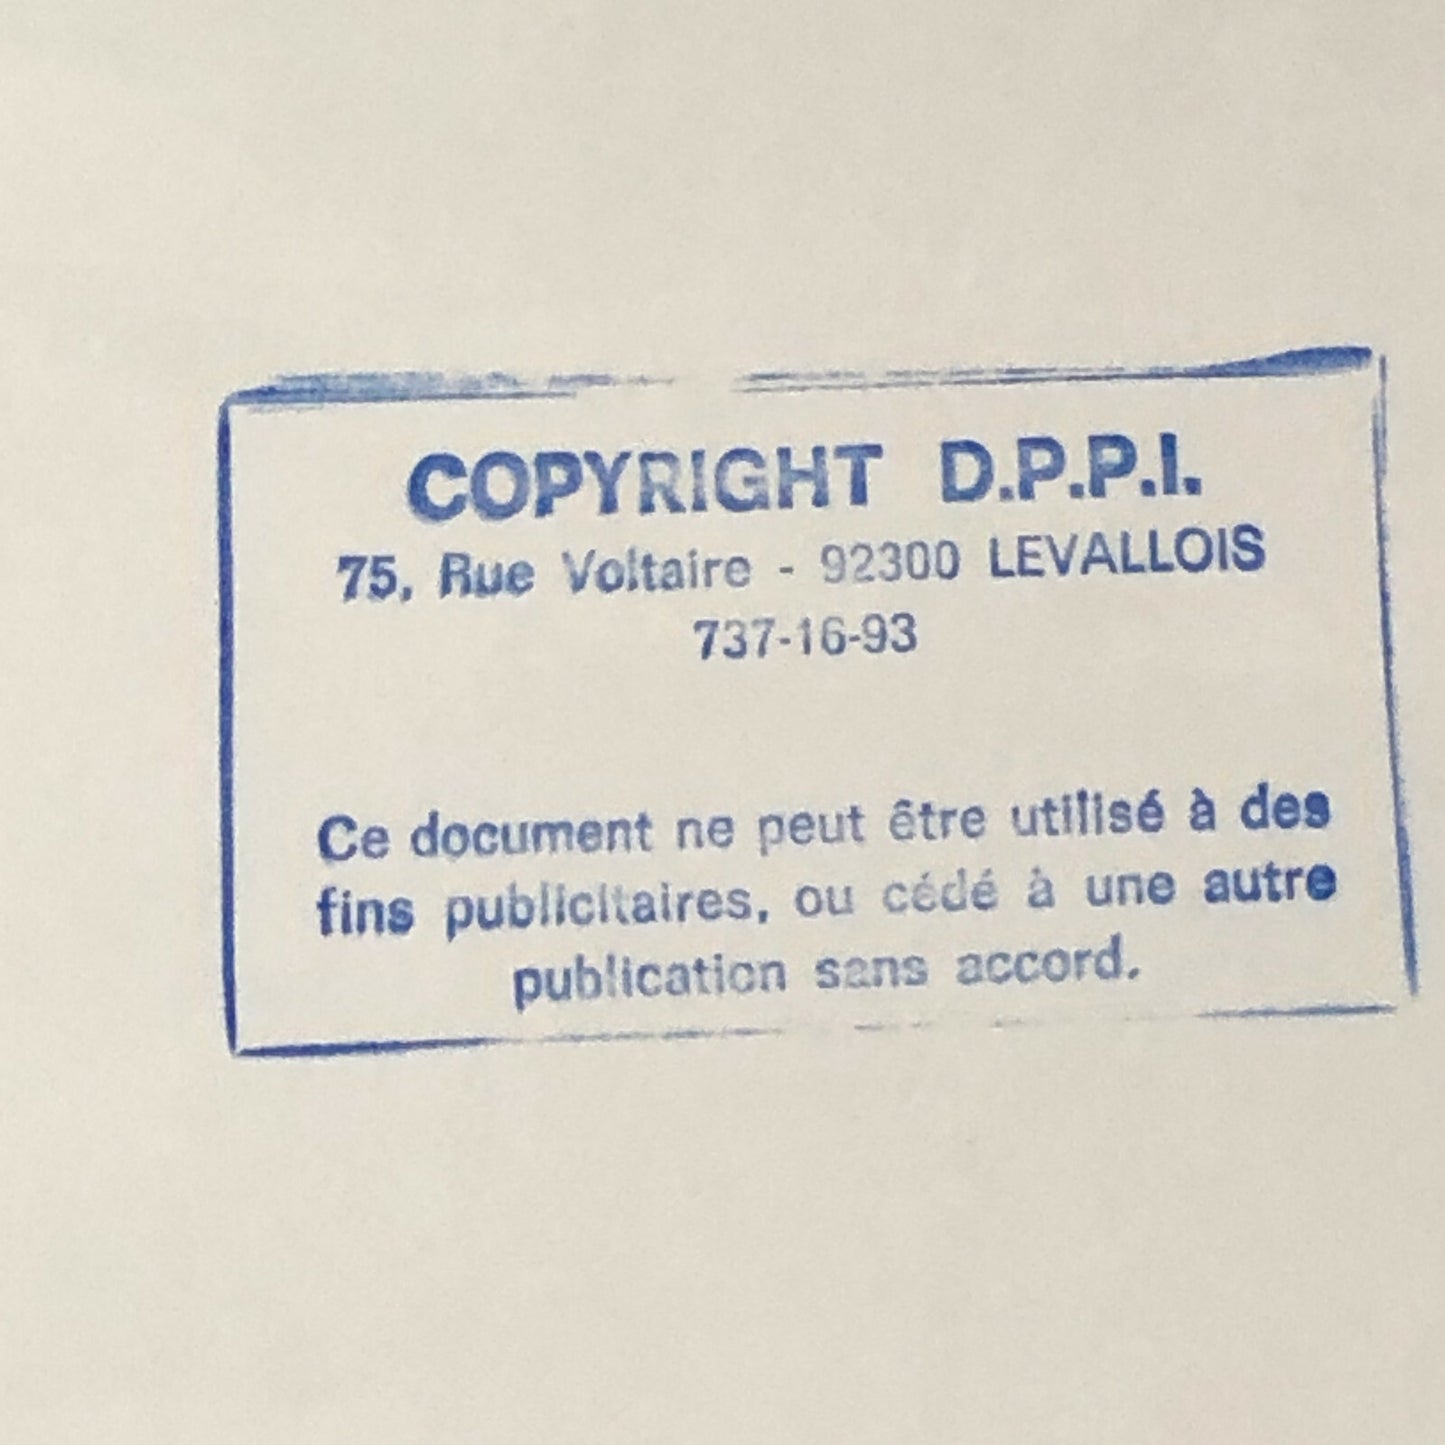 COPYRIGHT D.P.P.I.
75, Rue Voltaire - 92300 LEVALLOIS
737-16-93
Ce document ne peut être utilisé à des
fins publicitaires, ou cédé à une autre
publication sans accord.